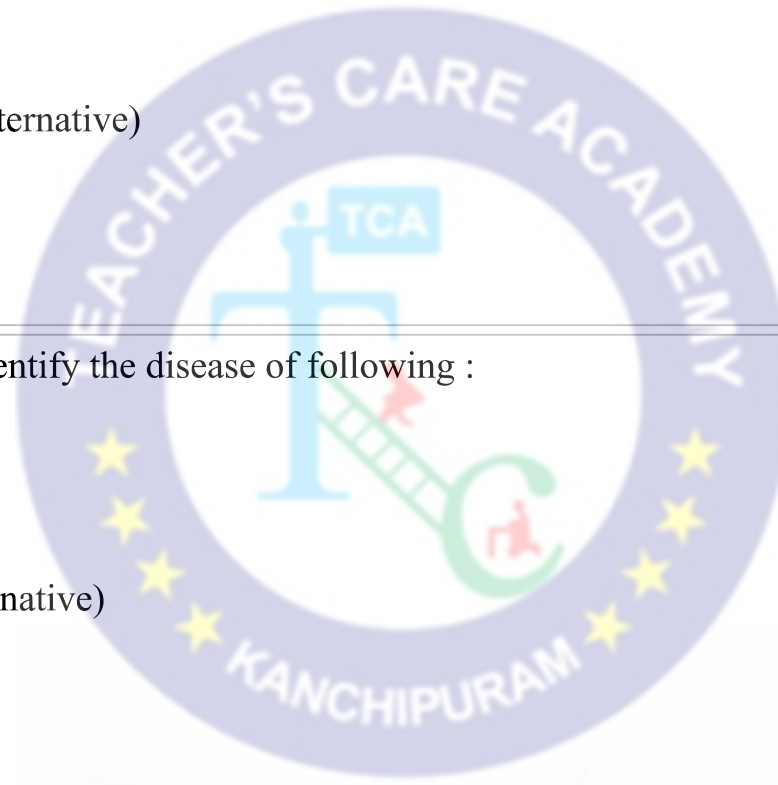 TEACHER'S CARE ACADEMY
ternative)
TCA
entify the disease of following :
native)
KANCHIPURAM